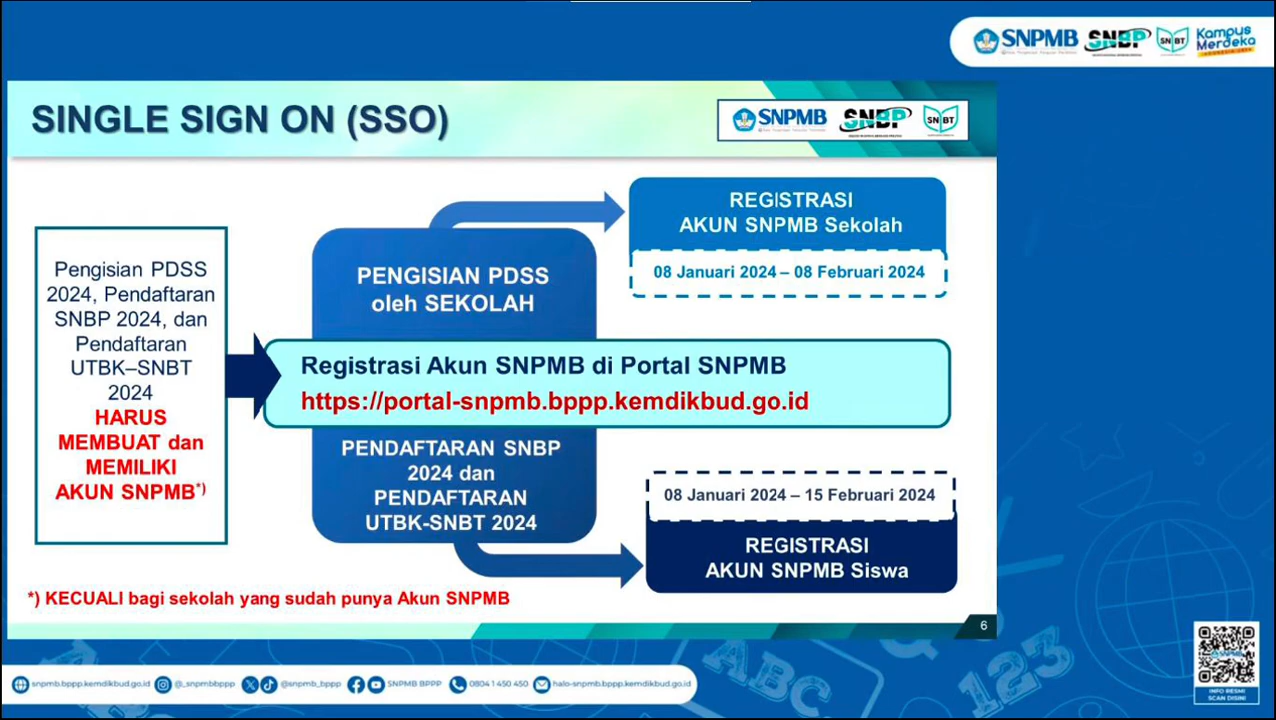 SNPMB
SNBP
SNBT
Kampus
Merdeka
INDONESIA JAYA
SINGLE SIGN ON (SSO)
SNPMB
SNBP
SNBT
Pengisian PDSS
2024, Pendaftaran
SNBP 2024, dan
Pendaftaran
UTBK–SNBT
2024
HARUS
MEMBUAT dan
MEMILIKI
AKUN SNPMB*)
PENGISIAN PDSS
oleh SEKOLAH
REGISTRASI
AKUN SNPMB Sekolah
08 Januari 2024 – 08 Februari 2024
Registrasi Akun SNPMB di Portal SNPMB
https://portal-snpmb.bppp.kemdikbud.go.id
PENDAFTARAN SNBP
2024 dan
PENDAFTARAN
UTBK-SNBT 2024
08 Januari 2024 – 15 Februari 2024
REGISTRASI
AKUN SNPMB Siswa
*) KECUALI bagi sekolah yang sudah punya Akun SNPMB
6
ABC
123
snpmb.bppp.kemdikbud.go.id @_snpmbbppp @snpmb_bppp SNPMB BPPP 0804 1 450 450 halo-snpmb.bppp.kemdikbud.go.id
INFO RESMI
SCAN DISINI